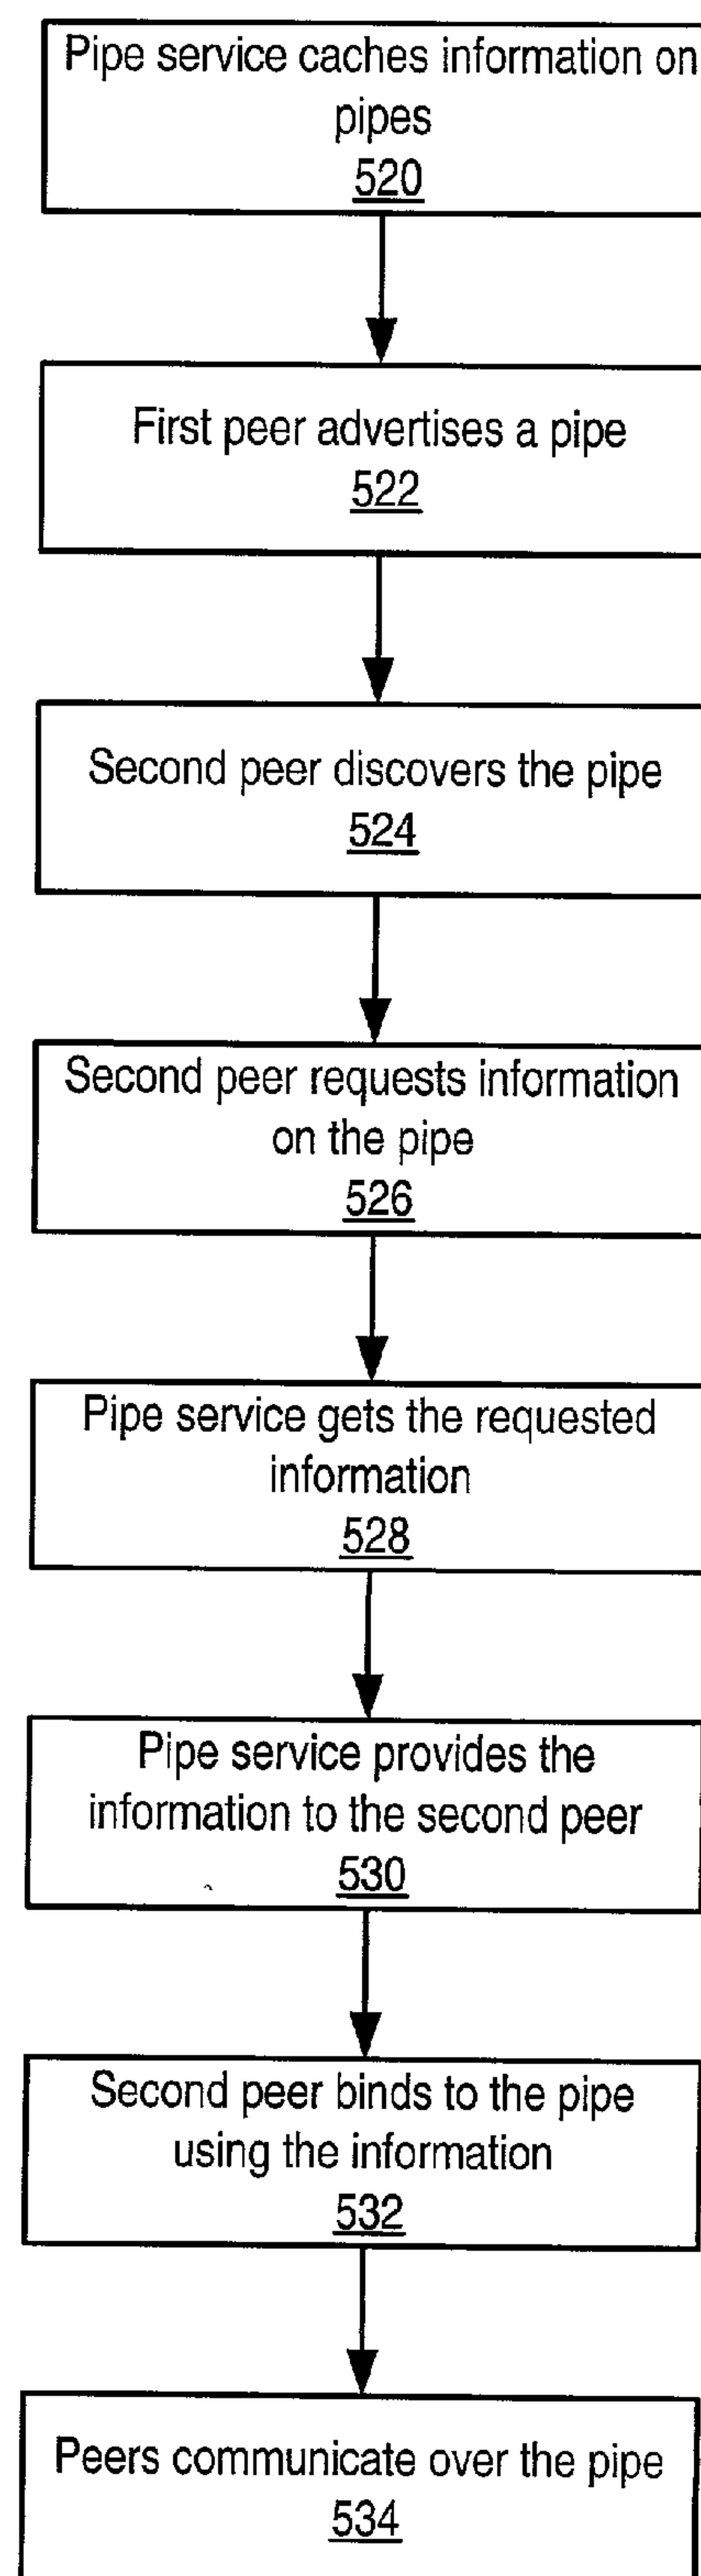 Pipe service caches information on
pipes
520
First peer advertises a pipe
522
Second peer discovers the pipe
524
Second peer requests information
on the pipe
526
Pipe service gets the requested
information
528
Pipe service provides the
information to the second peer
530
Second peer binds to the pipe
using the information
532
Peers communicate over the pipe
534